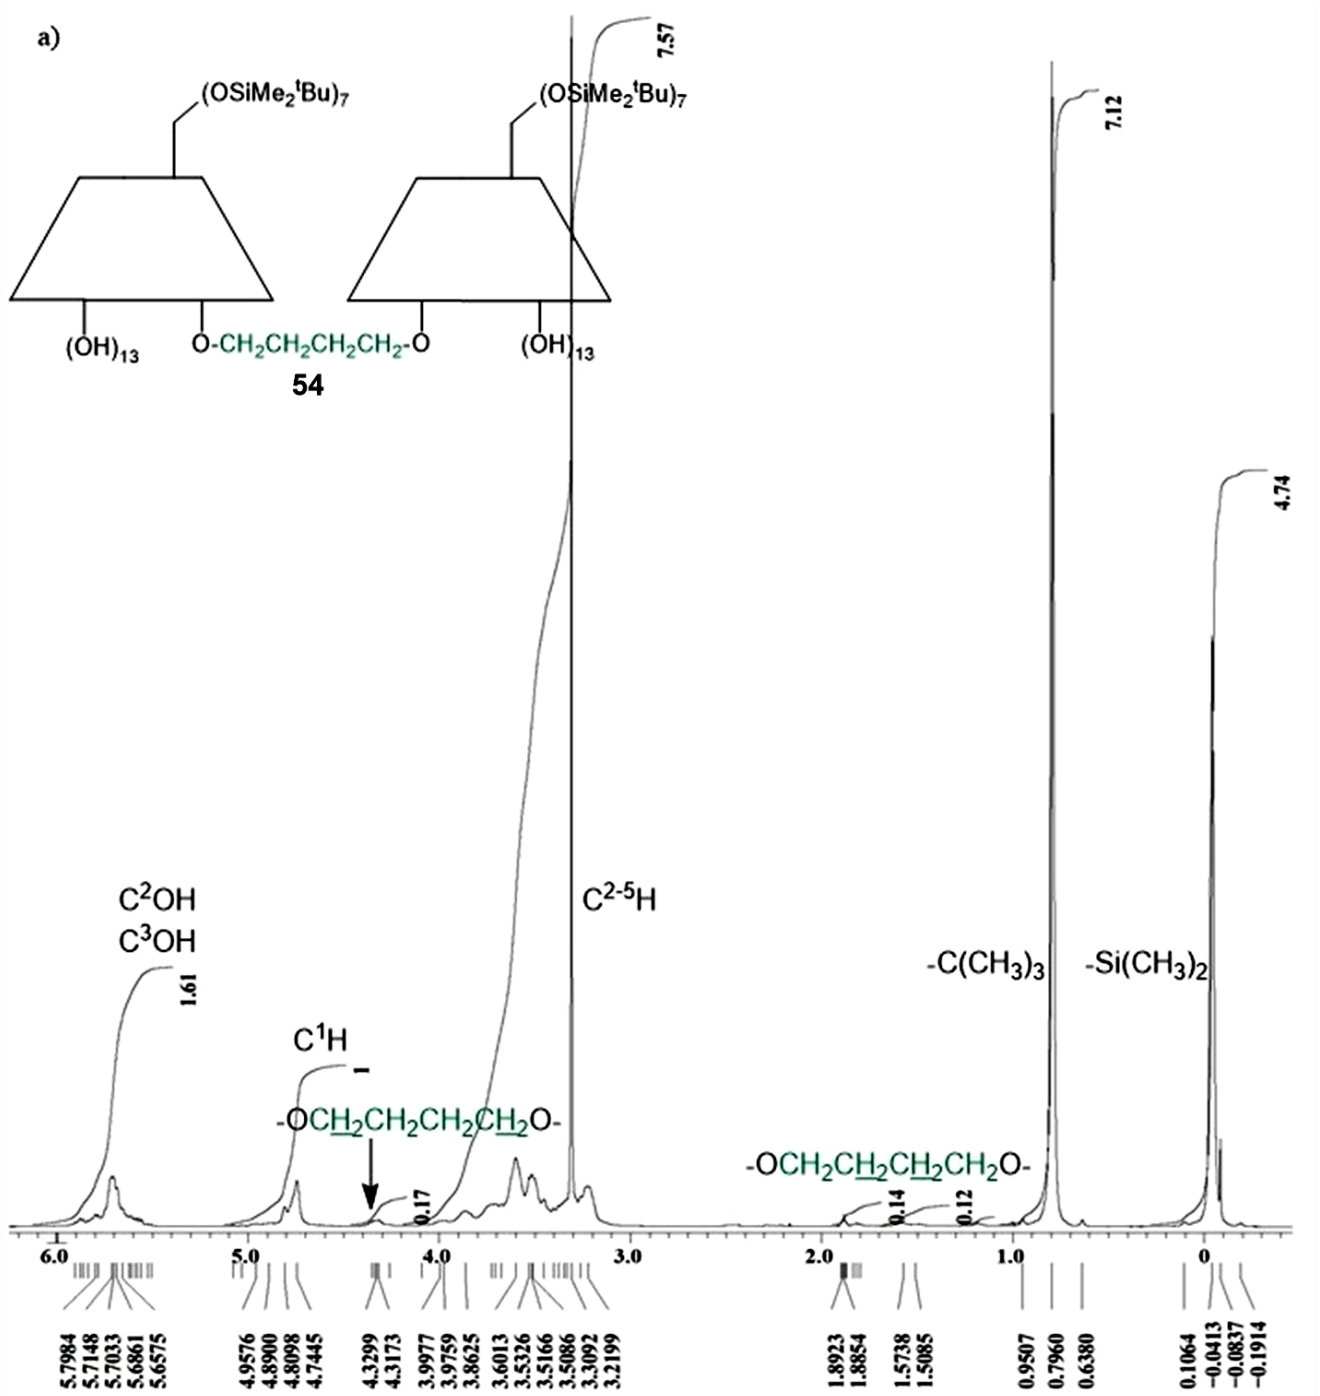 a)
(OSiMe₂ᵗBu)₇
(OSiMe₂ᵗBu)₇
(OH)₁₃
O-CH₂CH₂CH₂CH₂-O
(OH)₁₃
54
7.57
7.12
4.74
C²OH
C³OH
1.61
C¹H
1
C²⁻⁵H
-C(CH₃)₃
-Si(CH₃)₂
-OCH₂CH₂CH₂CH₂O-
0.17
-OCH₂CH₂CH₂CH₂O-
0.14
0.12
6.0 5.0 4.0 3.0 2.0 1.0 0
5.7984
5.7148
5.7033
5.6861
5.6575
4.9576
4.8900
4.8098
4.7445
4.3299
4.3173
3.9977
3.9759
3.8625
3.6013
3.5326
3.5166
3.5086
3.3092
3.2199
1.8923
1.8854
1.5738
1.5085
0.9507
0.7960
0.6380
0.1064
-0.0413
-0.0837
-0.1914